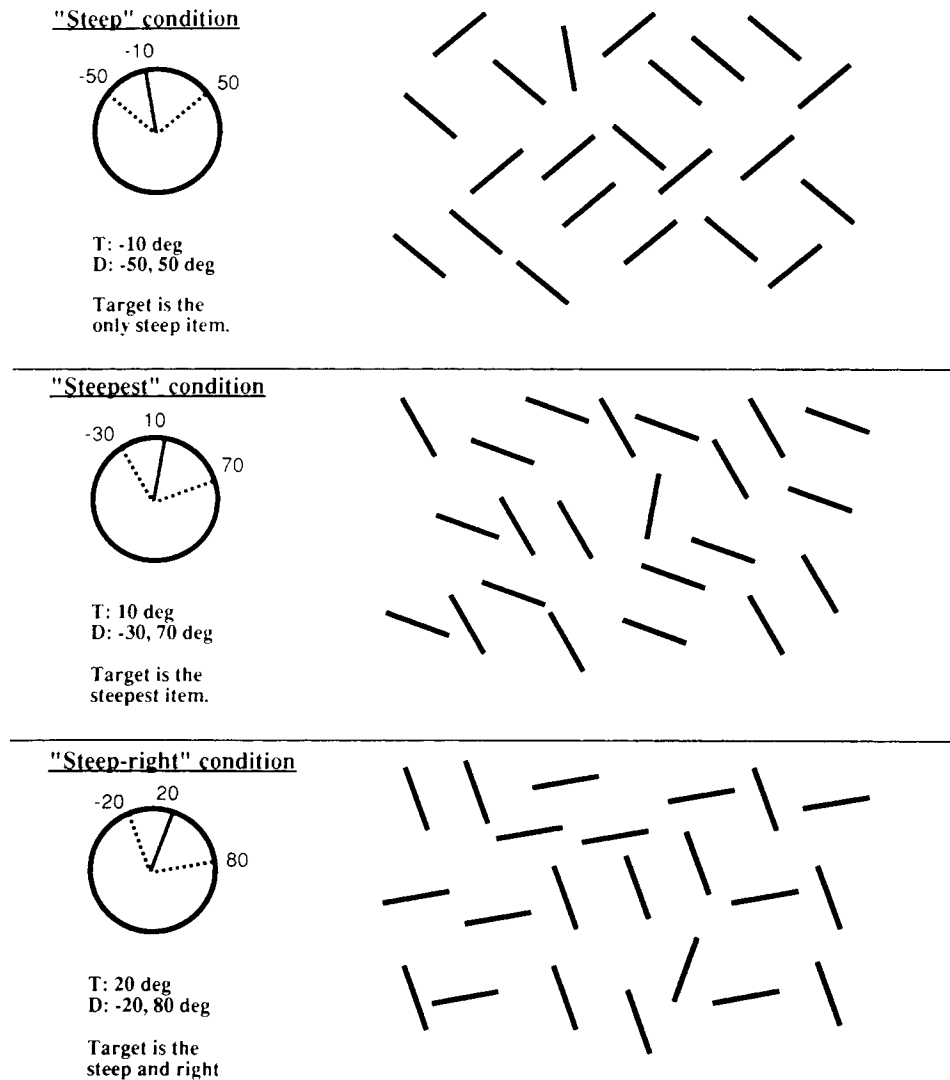 "Steep" condition
-10
-50
50
T: -10 deg
D: -50, 50 deg
Target is the
only steep item.
"Steepest" condition
10
-30
70
T: 10 deg
D: -30, 70 deg
Target is the
steepest item.
"Steep-right" condition
-20
20
80
T: 20 deg
D: -20, 80 deg
Target is the
steep and right